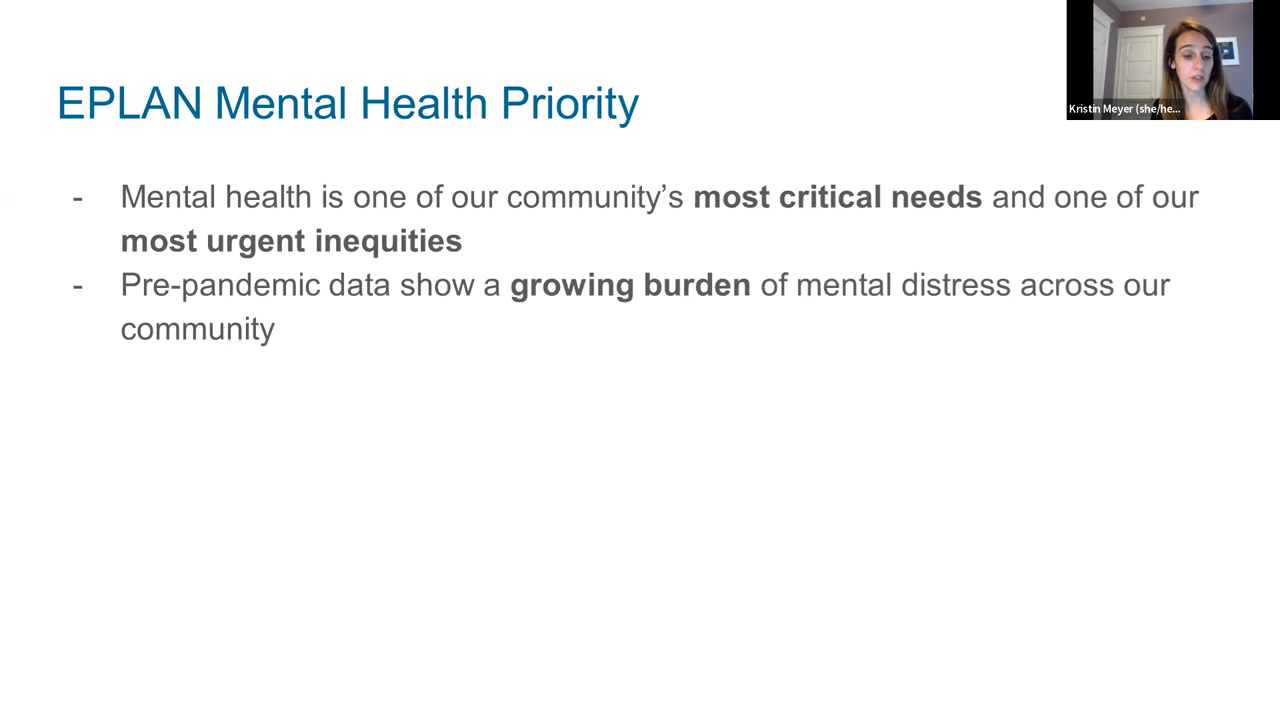 EPLAN Mental Health Priority
Kristin Meyer (she/he...
- Mental health is one of our community’s most critical needs and one of our
most urgent inequities
- Pre-pandemic data show a growing burden of mental distress across our
community